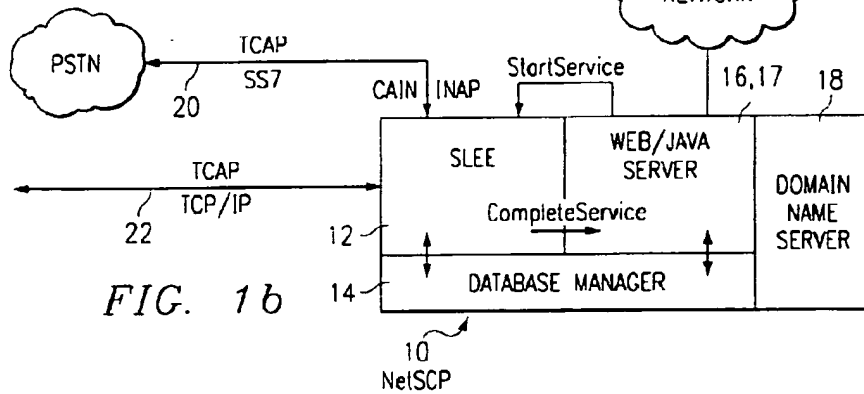 NETWORK
PSTN
TCAP
SS7
20
CAIN INAP
StartService
16,17
18
SLEE
WEB/JAVA
SERVER
DOMAIN
NAME
SERVER
TCAP
TCP/IP
22
12
CompleteService
14
DATABASE MANAGER
FIG. 1b
10
NetSCP